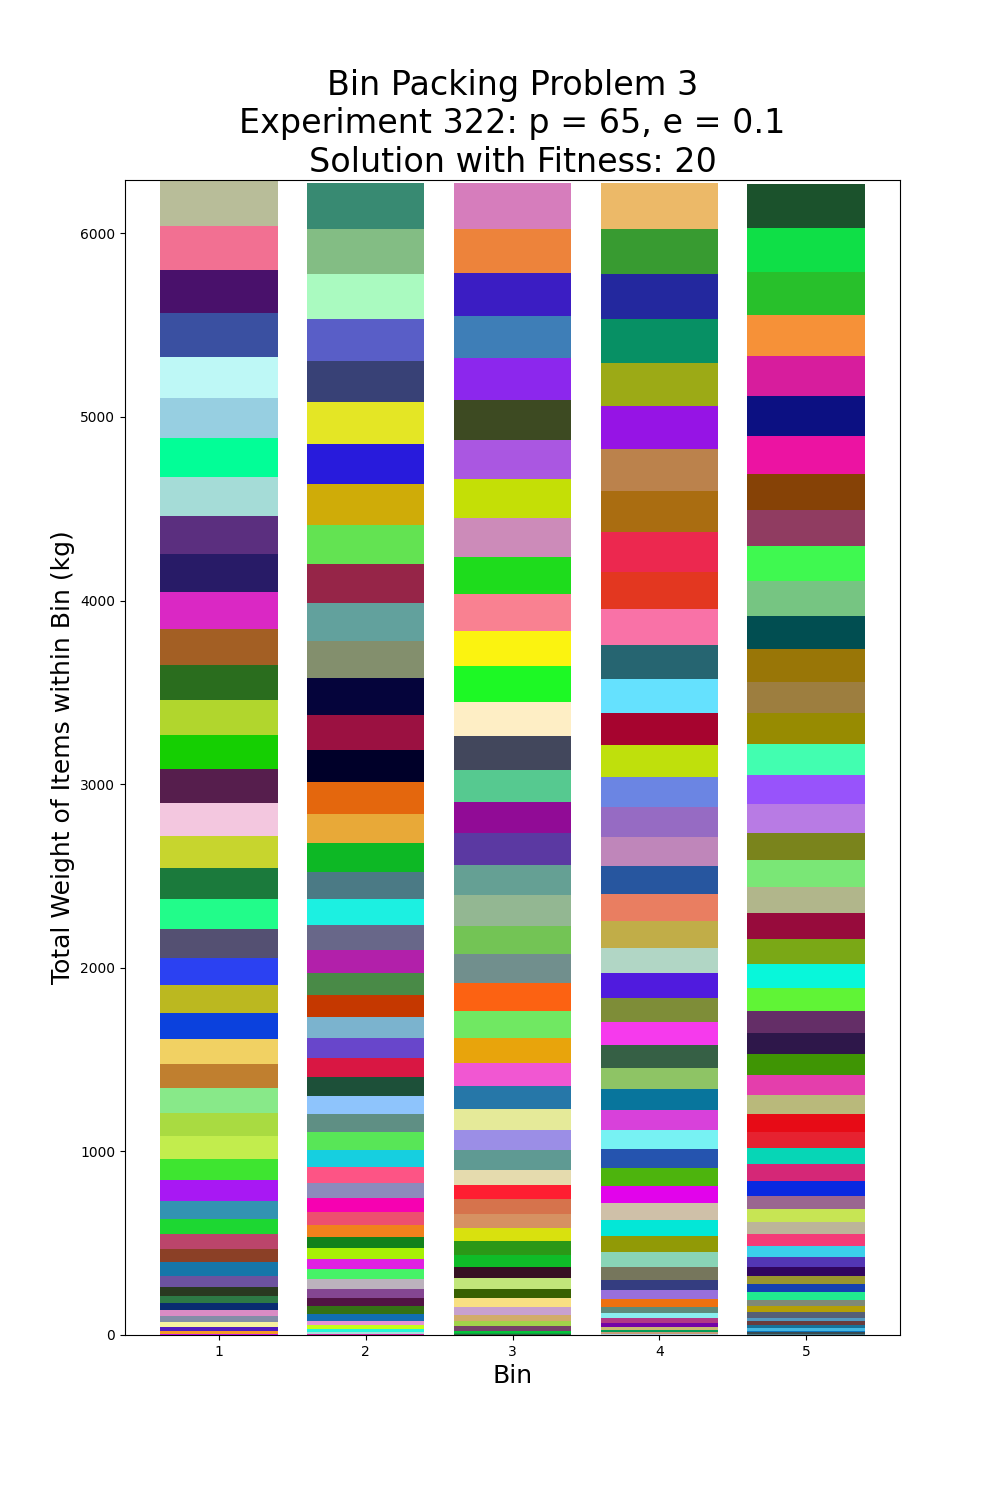 Bin Packing Problem 3
Experiment 322: p = 65, e = 0.1
Solution with Fitness: 20
Total Weight of Items within Bin (kg)
6000
5000
4000
3000
2000
1000
0
1 2 3 4 5
Bin